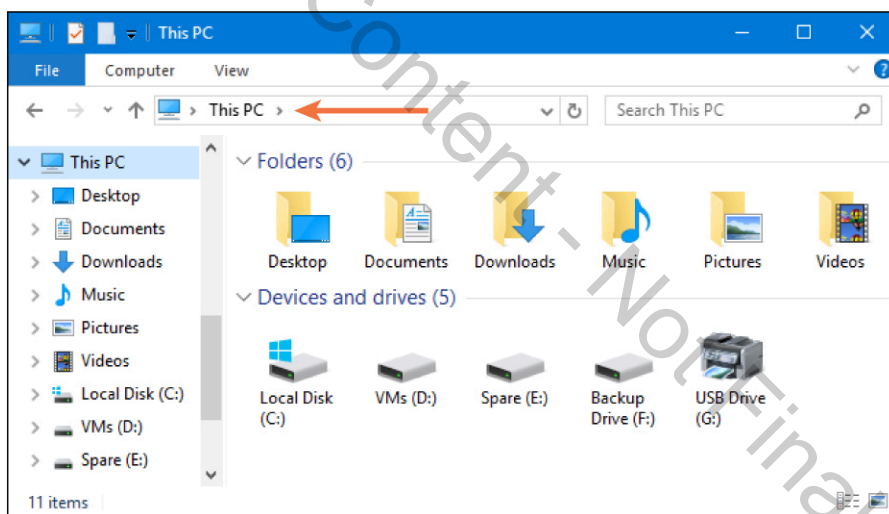 This PC
File Computer View
This PC Search This PC
This PC
Desktop
Documents
Downloads
Music
Pictures
Videos
Local Disk (C:)
VMs (D:)
Spare (E:)
Folders (6)
Desktop Documents Downloads Music Pictures Videos
Devices and drives (5)
Local Disk (C:) VMs (D:) Spare (E:) Backup Drive (F:) USB Drive (G:)
11 items
Content - Not Fina